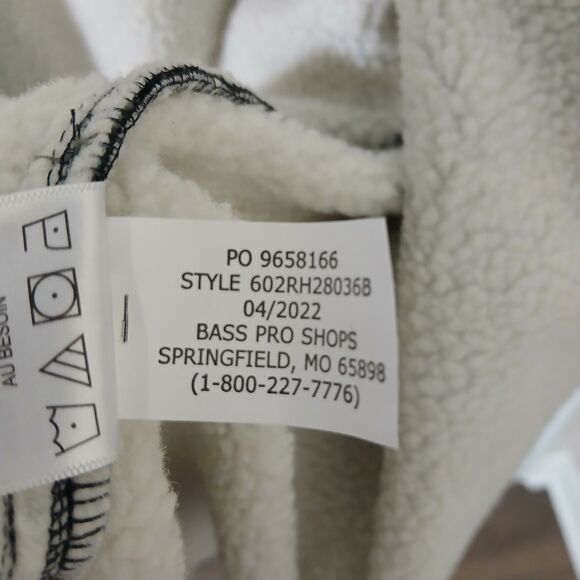 AU BESOIN
PO 9658166
STYLE 602RH28036B
04/2022
BASS PRO SHOPS
SPRINGFIELD, MO 65898
(1-800-227-7776)